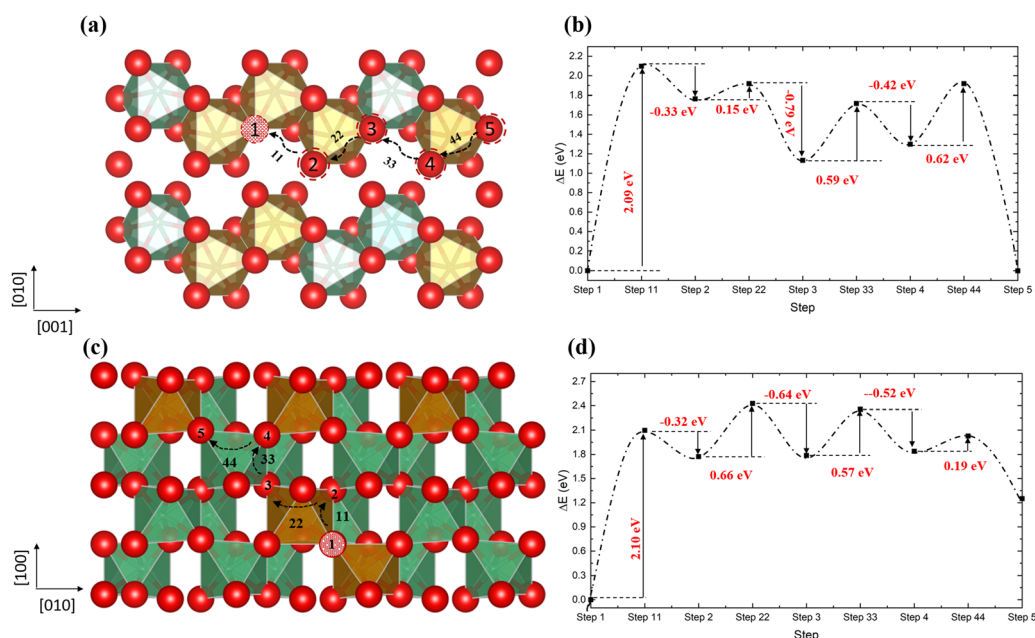 (a)
1
2
3
4
5
11
22
33
44
[010]
[001]
(b)
ΔE (eV)
2.2
2.0
1.8
1.6
1.4
1.2
1.0
0.8
0.6
0.4
0.2
0.0
2.09 eV
-0.33 eV
0.15 eV
-0.79 eV
0.59 eV
-0.42 eV
0.62 eV
Step 1 Step 11 Step 2 Step 22 Step 3 Step 33 Step 4 Step 44 Step 5
Step
(c)
5
4
44
33
3
2
22
11
1
[100]
[010]
(d)
ΔE (eV)
2.7
2.4
2.1
1.8
1.5
1.2
0.9
0.6
0.3
0.0
2.10 eV
-0.32 eV
0.66 eV
-0.64 eV
0.57 eV
--0.52 eV
0.19 eV
Step 1 Step 11 Step 2 Step 22 Step 3 Step 33 Step 4 Step 44 Step 5
Step